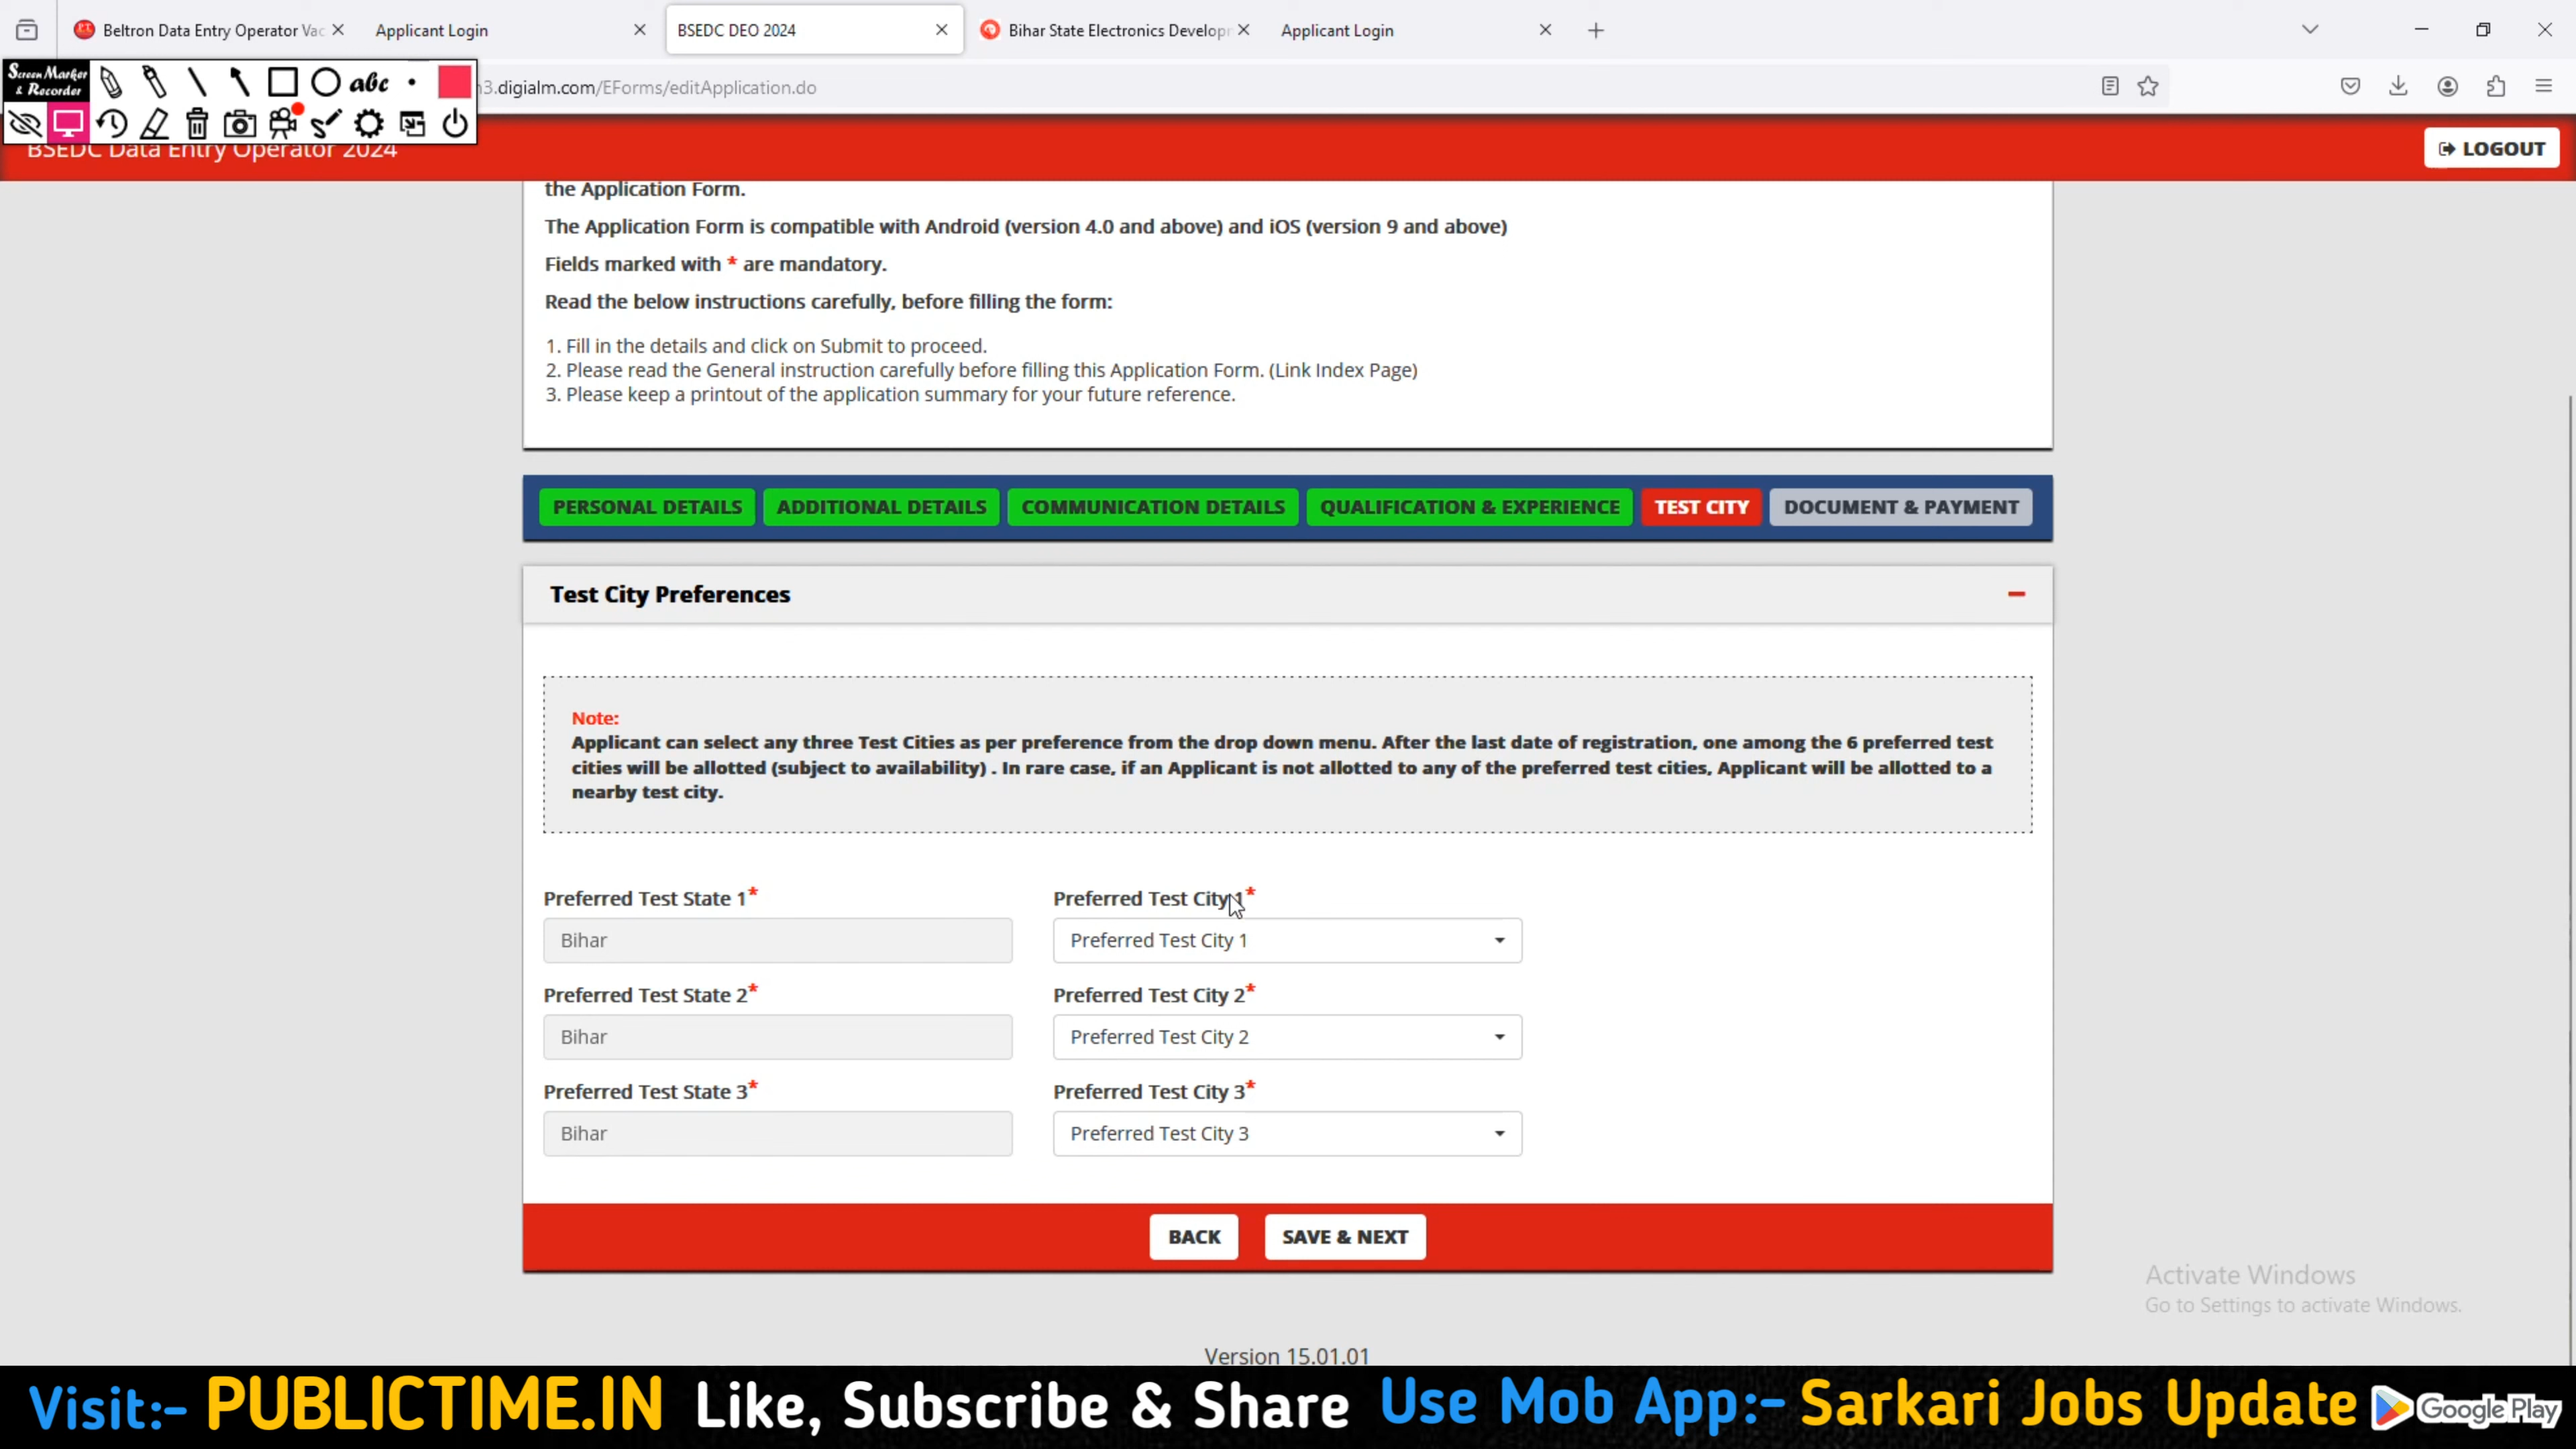 Beltron Data Entry Operator Vac
Applicant Login
BSEDC DEO 2024
Bihar State Electronics Develop
Applicant Login
Screen Marker
& Recorder
abc
3.digialm.com/EForms/editApplication.do
BSEDC Data Entry Operator 2024
LOGOUT
the Application Form.
The Application Form is compatible with Android (version 4.0 and above) and iOS (version 9 and above)
Fields marked with * are mandatory.
Read the below instructions carefully, before filling the form:
1. Fill in the details and click on Submit to proceed.
2. Please read the General instruction carefully before filling this Application Form. (Link Index Page)
3. Please keep a printout of the application summary for your future reference.
PERSONAL DETAILS ADDITIONAL DETAILS COMMUNICATION DETAILS QUALIFICATION & EXPERIENCE TEST CITY DOCUMENT & PAYMENT
Test City Preferences
Note:
Applicant can select any three Test Cities as per preference from the drop down menu. After the last date of registration, one among the 6 preferred test
cities will be allotted (subject to availability) . In rare case, if an Applicant is not allotted to any of the preferred test cities, Applicant will be allotted to a
nearby test city.
Preferred Test State 1* Preferred Test City 1*
Bihar Preferred Test City 1
Preferred Test State 2* Preferred Test City 2*
Bihar Preferred Test City 2
Preferred Test State 3* Preferred Test City 3*
Bihar Preferred Test City 3
BACK SAVE & NEXT
Activate Windows
Go to Settings to activate Windows.
Version 15.01.01
Visit:- PUBLICTIME.IN Like, Subscribe & Share Use Mob App:- Sarkari Jobs Update Google Play